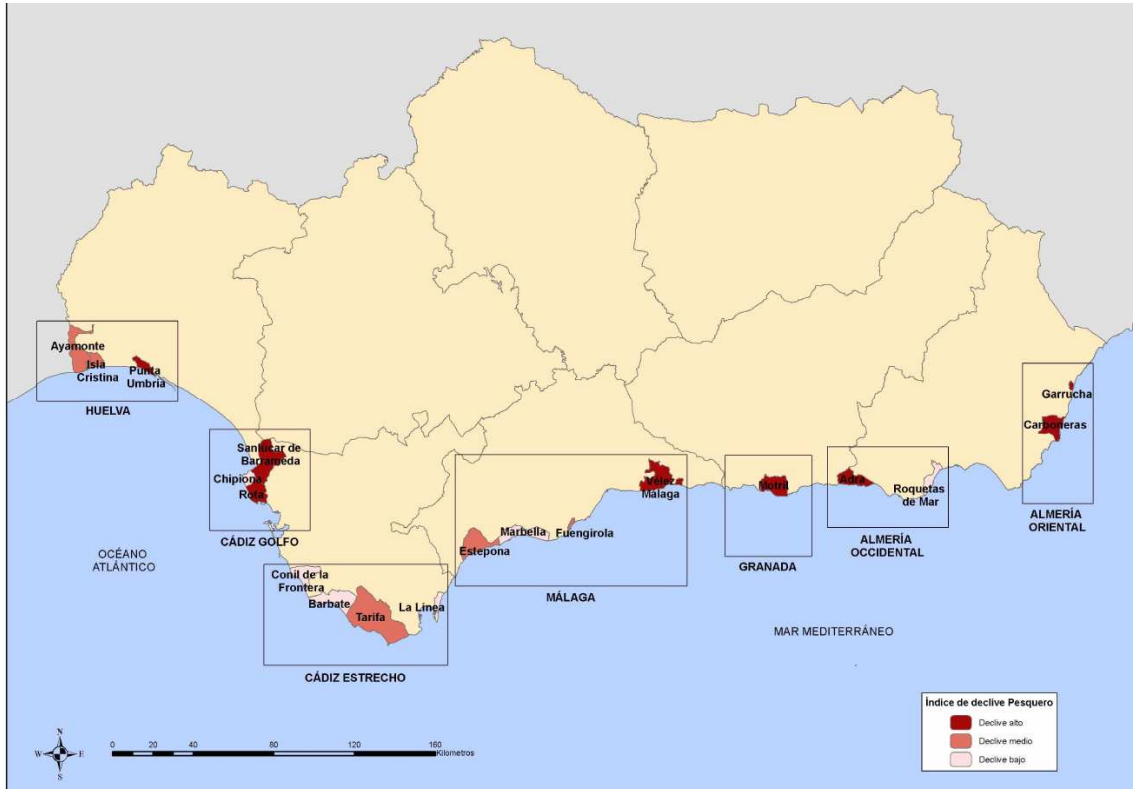 Ayamonte
Isla
Cristina
Punta
Umbría
HUELVA
Sanlúcar de
Barrameda
Chipiona
Rota
CÁDIZ GOLFO
OCÉANO
ATLÁNTICO
Conil de la
Frontera
Barbate
Tarifa
La Linea
CÁDIZ ESTRECHO
Estepona
Marbella
Fuengirola
Vélez
Málaga
MÁLAGA
Motril
GRANADA
Adra
Roquetas
de Mar
ALMERÍA
OCCIDENTAL
Garrucha
Carboneras
ALMERÍA
ORIENTAL
MAR MEDITERRÁNEO
N
W E
S
0 20 40 80 120 160
Kilometros
Índice de declive Pesquero
Declive alto
Declive medio
Declive bajo